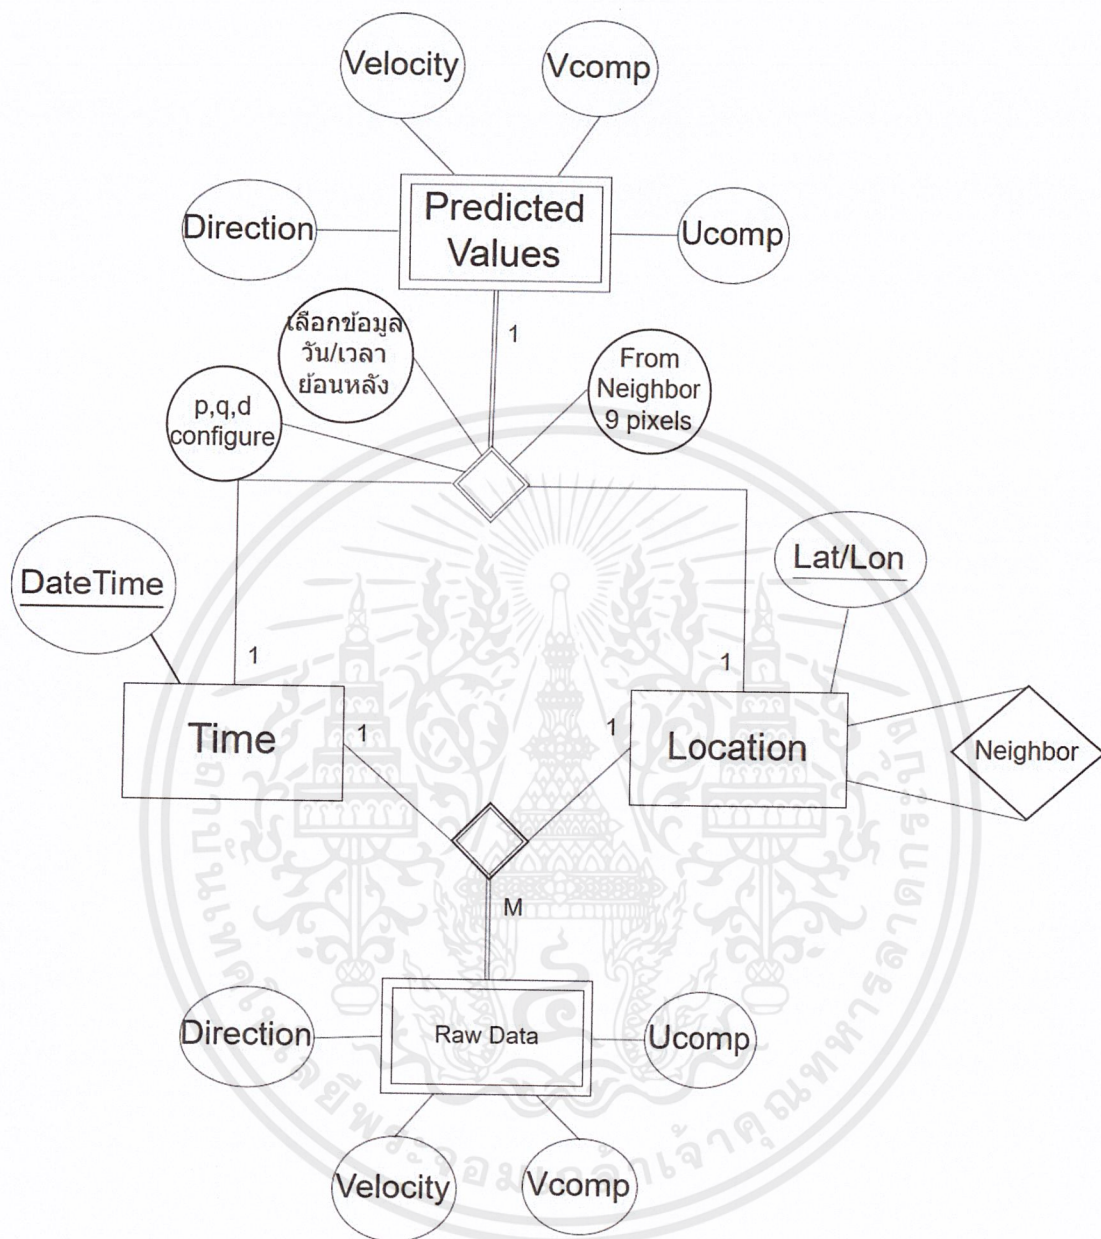 Velocity
Vcomp
Predicted
Values
Direction
Ucomp
เลือกข้อมูล
วัน/เวลา
ย้อนหลัง
1
From
Neighbor
9 pixels
p,q,d
configure
DateTime
Lat/Lon
1
1
Time
1
1
Location
Neighbor
M
Direction
Raw Data
Ucomp
Velocity
Vcomp